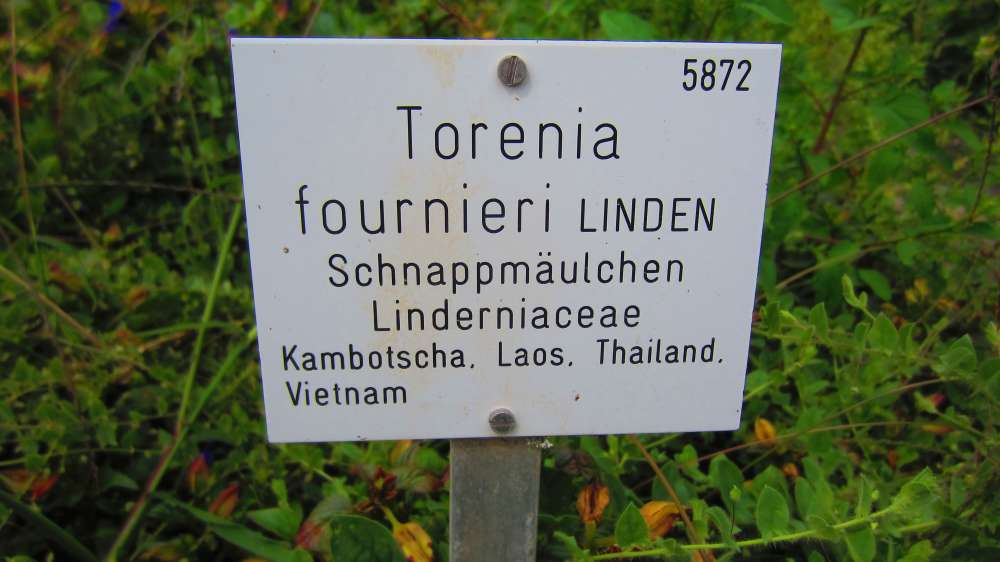 5872
Torenia
fournieri LINDEN
Schnappmäulchen
Linderniaceae
Kambotscha, Laos, Thailand,
Vietnam